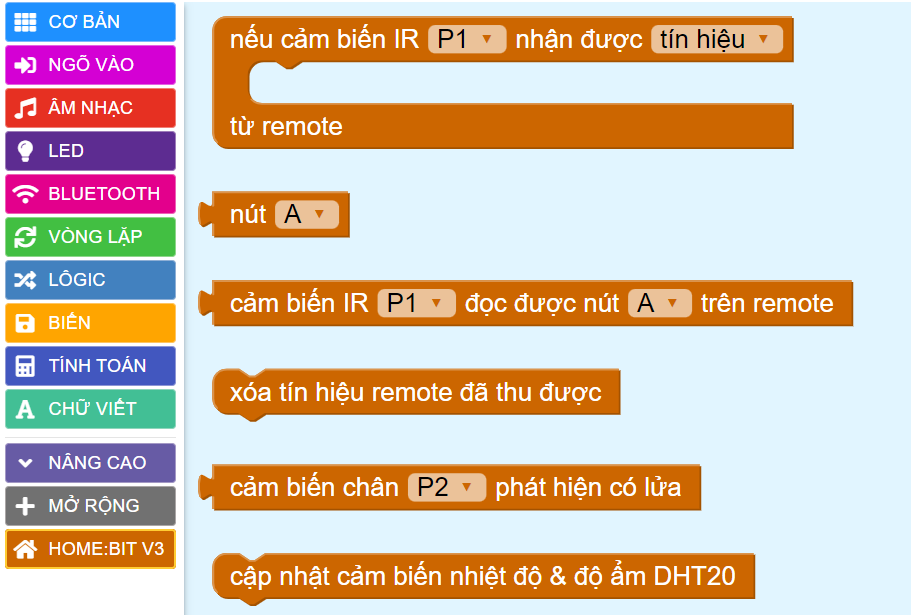 CƠ BẢN
NGÕ VÀO
ÂM NHẠC
LED
BLUETOOTH
VÒNG LẶP
LÔGIC
BIẾN
TÍNH TOÁN
CHỮ VIẾT
NÂNG CAO
MỞ RỘNG
HOME:BIT V3
nếu cảm biến IR P1 nhận được tín hiệu
từ remote
nút A
cảm biến IR P1 đọc được nút A trên remote
xóa tín hiệu remote đã thu được
cảm biến chân P2 phát hiện có lửa
cập nhật cảm biến nhiệt độ & độ ẩm DHT20